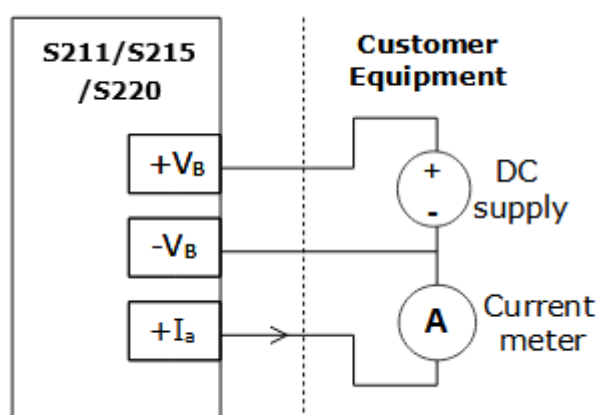 S211/S215
/S220
Customer
Equipment
+VB
-VB
+Ia
+
-
DC
supply
A
Current
meter